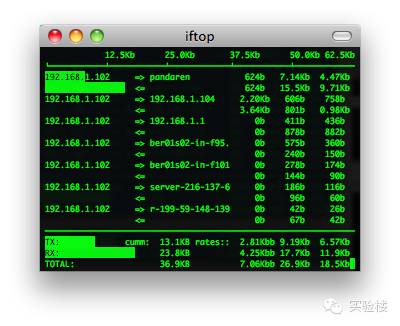 iftop
12.5Kb 25.0Kb 37.5Kb 50.0Kb 62.5Kb
192.168.1.102 => pandaren 624b 7.14Kb 4.47Kb
<= 624b 15.5Kb 9.71Kb
192.168.1.102 => 192.168.1.104 2.20Kb 606b 758b
<= 3.64Kb 801b 0.98Kb
192.168.1.102 => 192.168.1.1 0b 411b 436b
<= 0b 878b 882b
192.168.1.102 => ber01s02-in-f95. 0b 575b 360b
<= 0b 240b 150b
192.168.1.102 => ber01s02-in-f101 0b 278b 174b
<= 0b 144b 90b
192.168.1.102 => server-216-137-6 0b 186b 116b
<= 0b 96b 60b
192.168.1.102 => r-199-59-148-139 0b 42b 26b
<= 0b 67b 42b
TX: cumm: 13.1KB rates:: 2.81Kbb 9.19Kb 6.57Kb
RX: 23.8KB 4.25Kbb 17.7Kb 11.9Kb
TOTAL: 36.9KB 7.06Kbb 26.9Kb 18.5Kb
实验楼